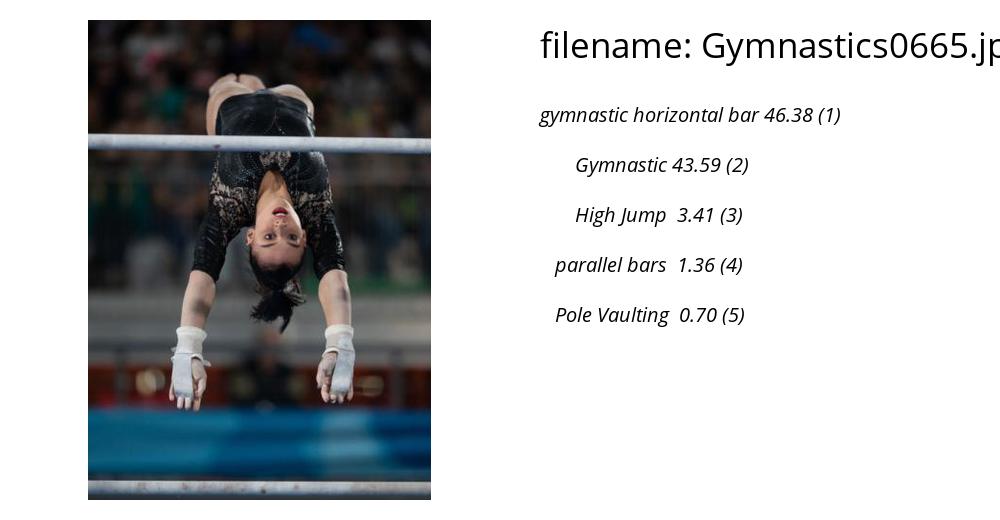 filename: Gymnastics0665.jp
gymnastic horizontal bar 46.38 (1)
Gymnastic 43.59 (2)
High Jump 3.41 (3)
parallel bars 1.36 (4)
Pole Vaulting 0.70 (5)